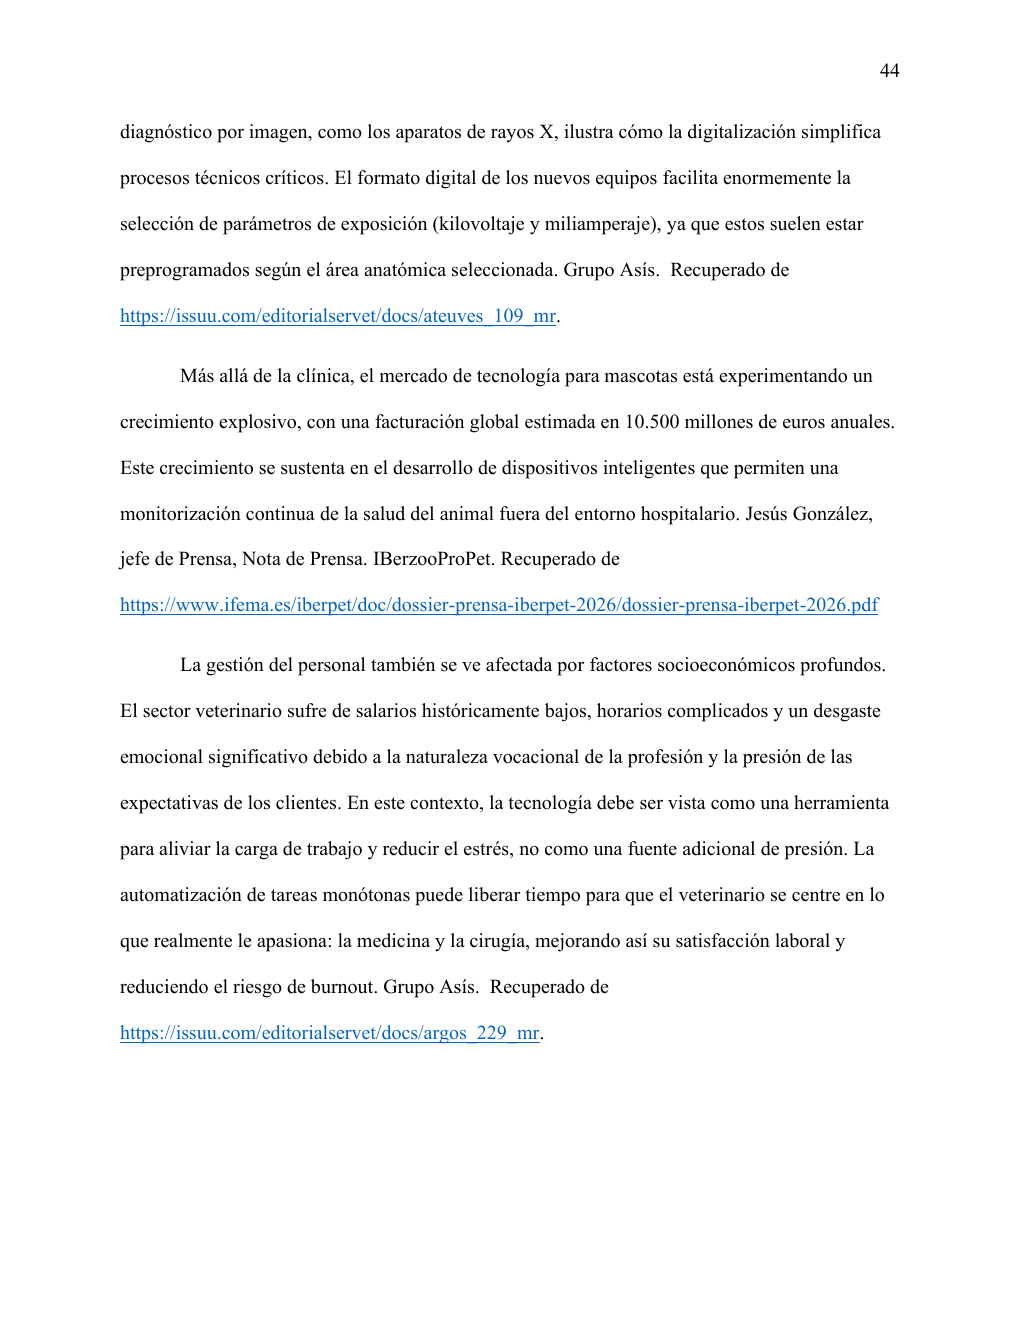 44
diagnóstico por imagen, como los aparatos de rayos X, ilustra cómo la digitalización simplifica
procesos técnicos críticos. El formato digital de los nuevos equipos facilita enormemente la
selección de parámetros de exposición (kilovoltaje y miliamperaje), ya que estos suelen estar
preprogramados según el área anatómica seleccionada. Grupo Asís.  Recuperado de
https://issuu.com/editorialservet/docs/ateuves_109_mr.
Más allá de la clínica, el mercado de tecnología para mascotas está experimentando un
crecimiento explosivo, con una facturación global estimada en 10.500 millones de euros anuales.
Este crecimiento se sustenta en el desarrollo de dispositivos inteligentes que permiten una
monitorización continua de la salud del animal fuera del entorno hospitalario. Jesús González,
jefe de Prensa, Nota de Prensa. IBerzooProPet. Recuperado de
https://www.ifema.es/iberpet/doc/dossier-prensa-iberpet-2026/dossier-prensa-iberpet-2026.pdf
La gestión del personal también se ve afectada por factores socioeconómicos profundos.
El sector veterinario sufre de salarios históricamente bajos, horarios complicados y un desgaste
emocional significativo debido a la naturaleza vocacional de la profesión y la presión de las
expectativas de los clientes. En este contexto, la tecnología debe ser vista como una herramienta
para aliviar la carga de trabajo y reducir el estrés, no como una fuente adicional de presión. La
automatización de tareas monótonas puede liberar tiempo para que el veterinario se centre en lo
que realmente le apasiona: la medicina y la cirugía, mejorando así su satisfacción laboral y
reduciendo el riesgo de burnout. Grupo Asís.  Recuperado de
https://issuu.com/editorialservet/docs/argos_229_mr.